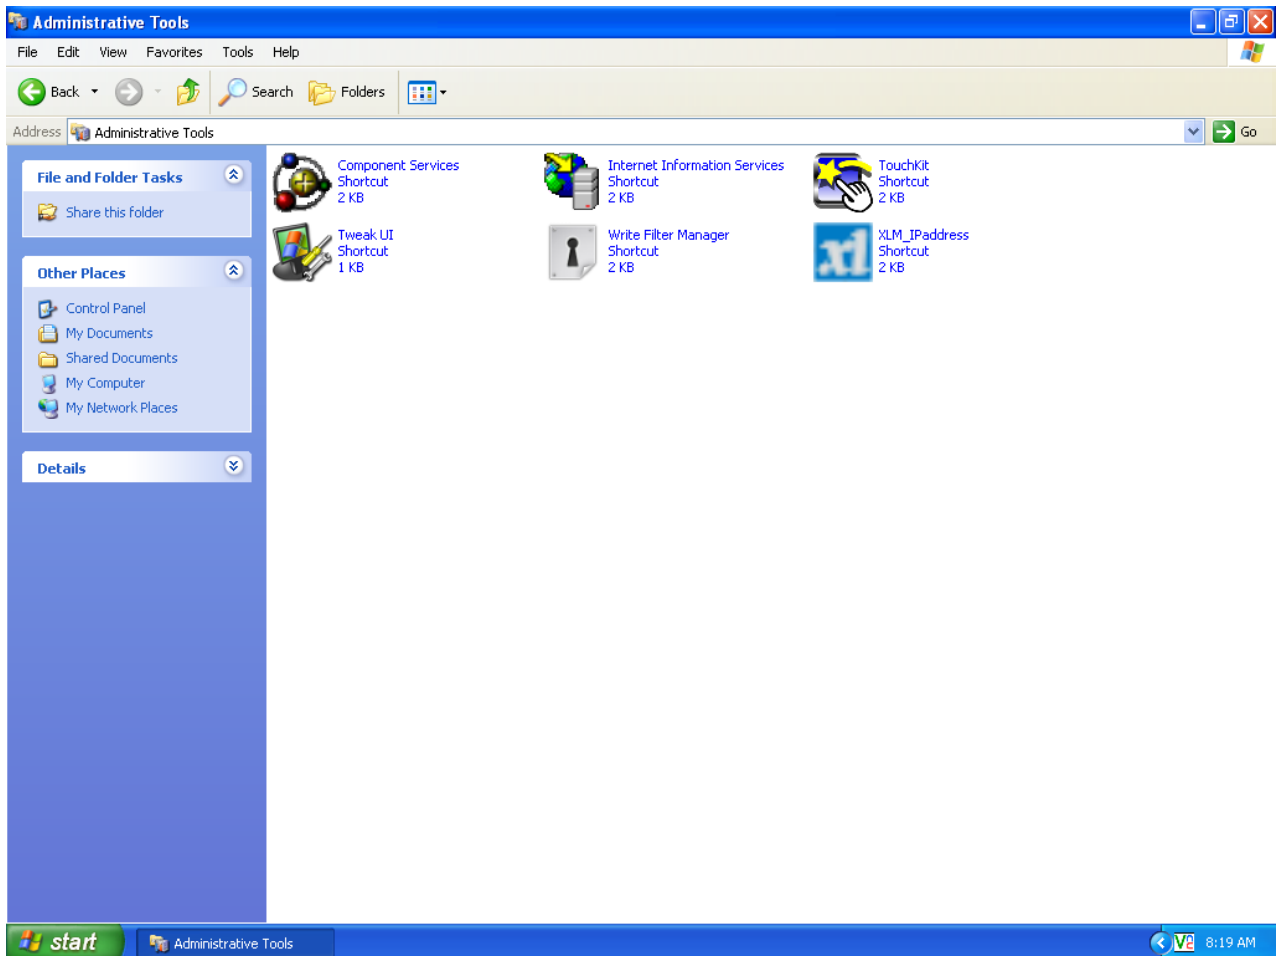 Administrative Tools
File Edit View Favorites Tools Help
Back Search Folders
Address Administrative Tools Go
File and Folder Tasks
Share this folder
Other Places
Control Panel
My Documents
Shared Documents
My Computer
My Network Places
Details
Component Services
Shortcut
2 KB
Internet Information Services
Shortcut
2 KB
TouchKit
Shortcut
2 KB
Tweak UI
Shortcut
1 KB
Write Filter Manager
Shortcut
2 KB
xl
XLM_IPaddress
Shortcut
2 KB
start Administrative Tools V2 8:19 AM